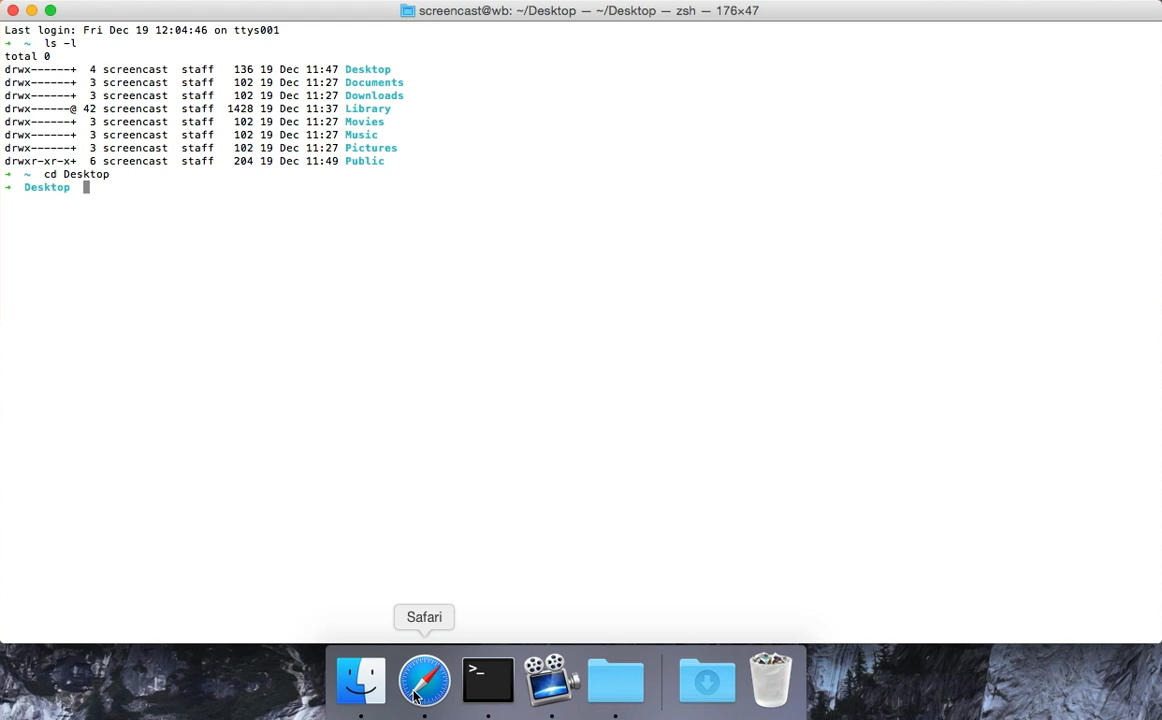 screencast@wb: ~/Desktop — ~/Desktop — zsh — 176×47
Last login: Fri Dec 19 12:04:46 on ttys001
➜  ~  ls -l
total 0
drwx------+  4 screencast  staff   136 19 Dec 11:47 Desktop
drwx------+  3 screencast  staff   102 19 Dec 11:27 Documents
drwx------+  3 screencast  staff   102 19 Dec 11:27 Downloads
drwx------@ 42 screencast  staff  1428 19 Dec 11:37 Library
drwx------+  3 screencast  staff   102 19 Dec 11:27 Movies
drwx------+  3 screencast  staff   102 19 Dec 11:27 Music
drwx------+  3 screencast  staff   102 19 Dec 11:27 Pictures
drwxr-xr-x+  6 screencast  staff   204 19 Dec 11:49 Public
➜  ~  cd Desktop
➜  Desktop
Safari
>_